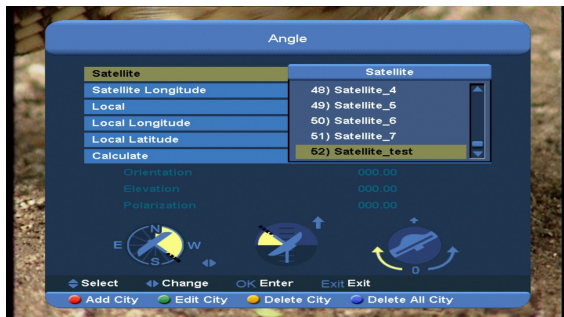 Angle
Satellite
Satellite
Satellite Longitude
48) Satellite_4
Local
49) Satellite_5
Local Longitude
50) Satellite_6
Local Latitude
51) Satellite_7
Calculate
52) Satellite_test
Orientation 000.00
Elevation 000.00
Polarization 000.00
N
E W
S
0
Select Change OK Enter Exit Exit
Add City Edit City Delete City Delete All City